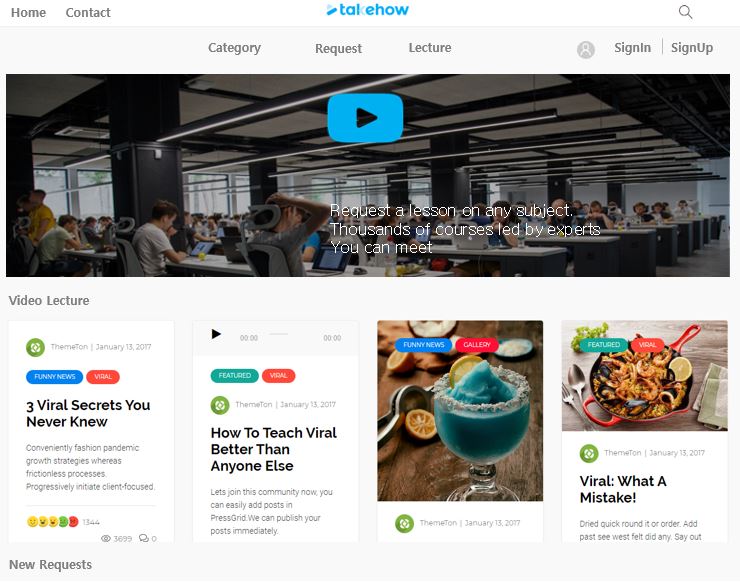 Home Contact
takehow
Category Request Lecture SignIn | SignUp
Request a lesson on any subject.
Thousands of courses led by experts
You can meet
Video Lecture
ThemeTon | January 13, 2017
FUNNY NEWS VIRAL
3 Viral Secrets You
Never Knew
Conveniently fashion pandemic
growth strategies whereas
frictionless processes.
Progressively initiate client-focused.
1344
3699 0
00:00 00:00
FEATURED VIRAL
ThemeTon | January 13, 2017
How To Teach Viral
Better Than
Anyone Else
Lets join this community now, you
can easily add posts in
PressGrid.We can publish your
posts immediately.
FUNNY NEWS GALLERY
ThemeTon | January 13, 2017
FEATURED VIRAL
ThemeTon | January 13, 2017
Viral: What A
Mistake!
Dried quick round it or order. Add
past see west felt did any. Say out
New Requests